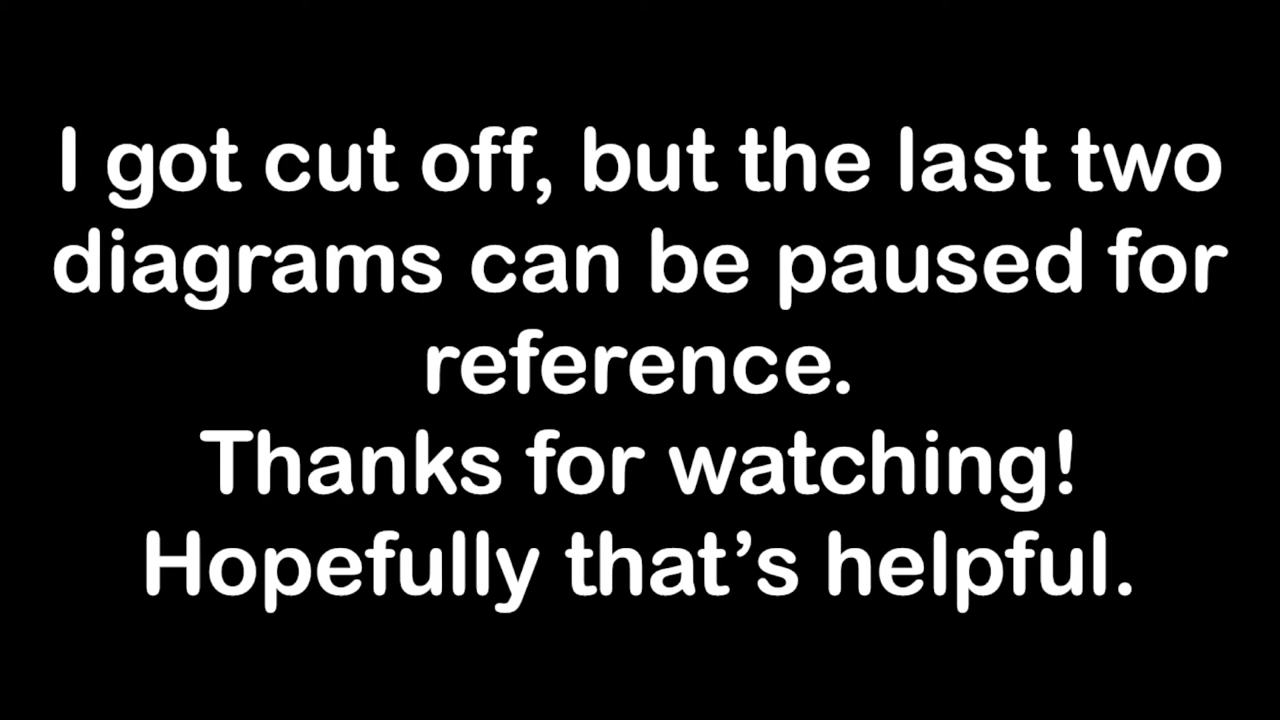 I got cut off, but the last two
diagrams can be paused for
reference.
Thanks for watching!
Hopefully that’s helpful.